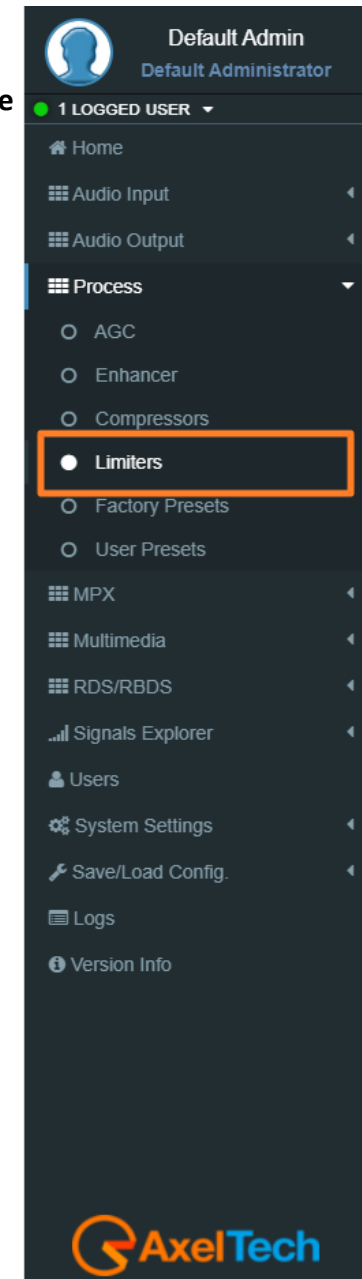 Default Admin
Default Administrator
e
1 LOGGED USER
Home
Audio Input
Audio Output
Process
AGC
Enhancer
Compressors
Limiters
Factory Presets
User Presets
MPX
Multimedia
RDS/RBDS
Signals Explorer
Users
System Settings
Save/Load Config.
Logs
Version Info
AxelTech